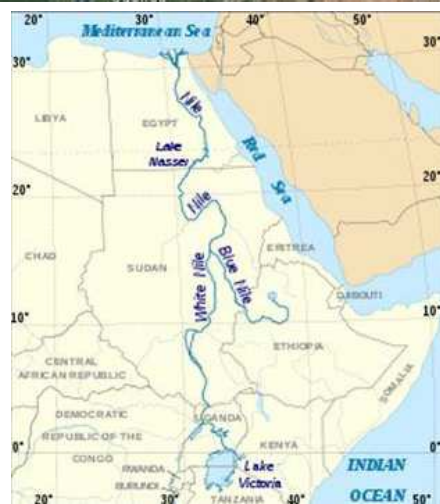 20° 30° 40° 50°
Mediterranean Sea
30°
30°
Nile
LIBYA
EGYPT
Lake
Nasser
Red Sea
20°
20°
Nile
CHAD
SUDAN
ERITREA
White Nile
Blue Nile
DJIBOUTI
10°
10°
ETHIOPIA
CENTRAL
AFRICAN REPUBLIC
SOMALIA
DEMOCRATIC
REPUBLIC OF THE
CONGO
UGANDA
KENYA
0°
0°
RWANDA
BURUNDI
Lake
Victoria
INDIAN
OCEAN
TANZANIA
20° 30° 40° 50°